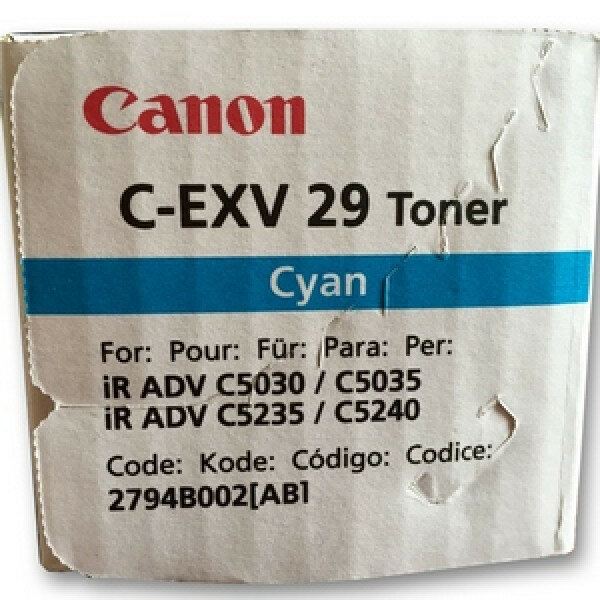 Canon
C-EXV 29 Toner
Cyan
For: Pour: Für: Para: Per:
iR ADV C5030 / C5035
iR ADV C5235 / C5240
Code: Kode: Código: Codice:
2794B002[AB]